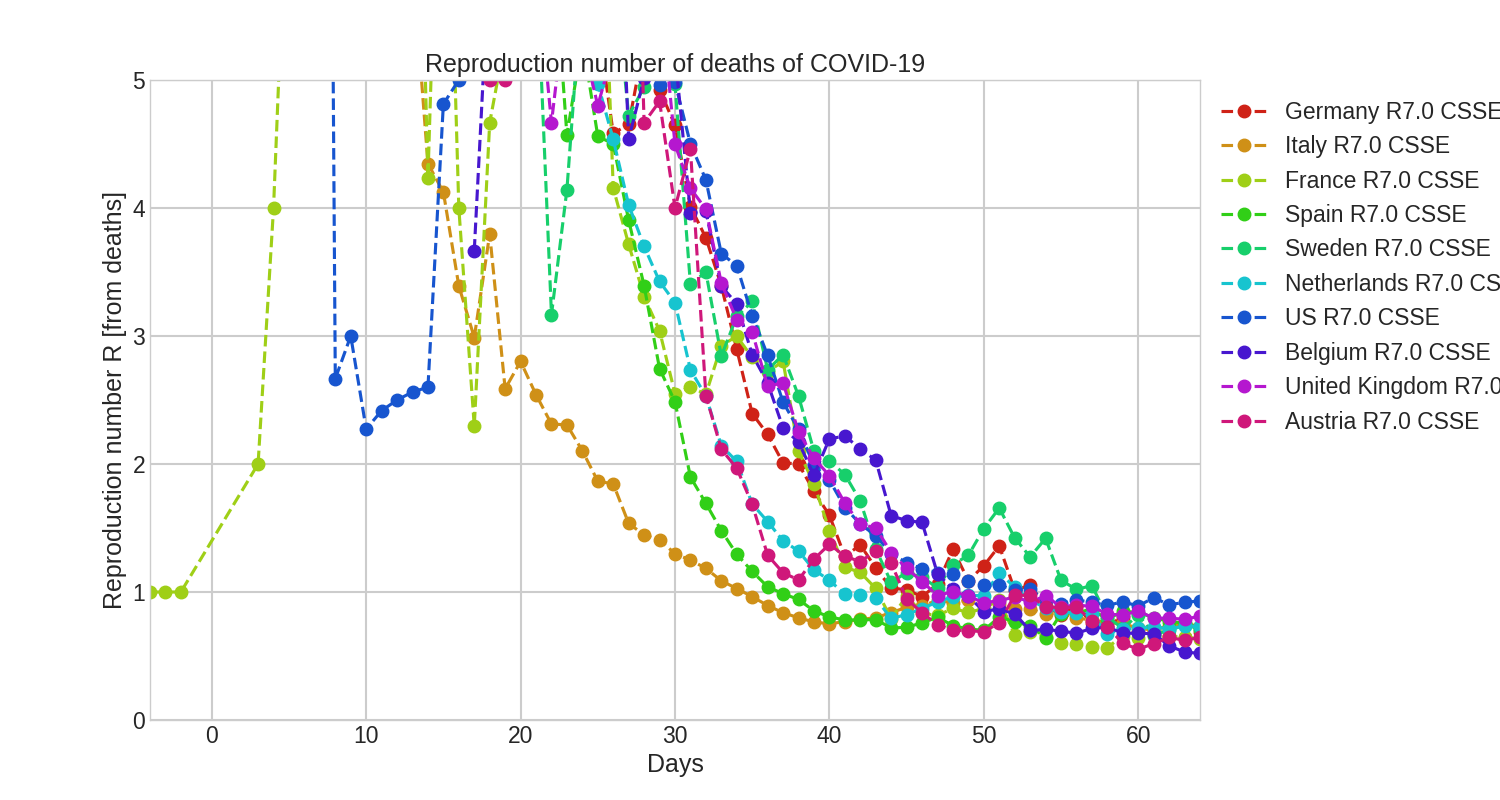 Reproduction number of deaths of COVID-19
Reproduction number R [from deaths]
5
4
3
2
1
0
0 10 20 30 40 50 60
Days
Germany R7.0 CSSE
Italy R7.0 CSSE
France R7.0 CSSE
Spain R7.0 CSSE
Sweden R7.0 CSSE
Netherlands R7.0 CS
US R7.0 CSSE
Belgium R7.0 CSSE
United Kingdom R7.0
Austria R7.0 CSSE